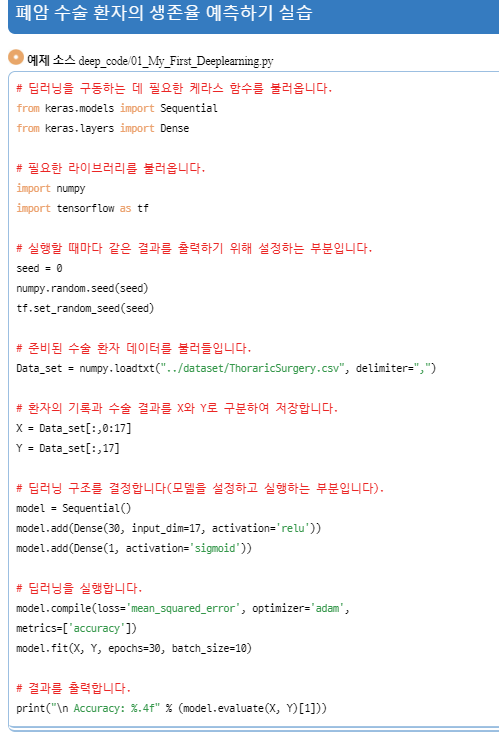 폐암 수술 환자의 생존율 예측하기 실습
예제 소스 deep_code/01_My_First_Deeplearning.py
# 딥러닝을 구동하는 데 필요한 케라스 함수를 불러옵니다.
from keras.models import Sequential
from keras.layers import Dense
# 필요한 라이브러리를 불러옵니다.
import numpy
import tensorflow as tf
# 실행할 때마다 같은 결과를 출력하기 위해 설정하는 부분입니다.
seed = 0
numpy.random.seed(seed)
tf.set_random_seed(seed)
# 준비된 수술 환자 데이터를 불러들입니다.
Data_set = numpy.loadtxt("../dataset/ThoraricSurgery.csv", delimiter=",")
# 환자의 기록과 수술 결과를 X와 Y로 구분하여 저장합니다.
X = Data_set[:,0:17]
Y = Data_set[:,17]
# 딥러닝 구조를 결정합니다(모델을 설정하고 실행하는 부분입니다).
model = Sequential()
model.add(Dense(30, input_dim=17, activation='relu'))
model.add(Dense(1, activation='sigmoid'))
# 딥러닝을 실행합니다.
model.compile(loss='mean_squared_error', optimizer='adam',
metrics=['accuracy'])
model.fit(X, Y, epochs=30, batch_size=10)
# 결과를 출력합니다.
print("\n Accuracy: %.4f" % (model.evaluate(X, Y)[1]))